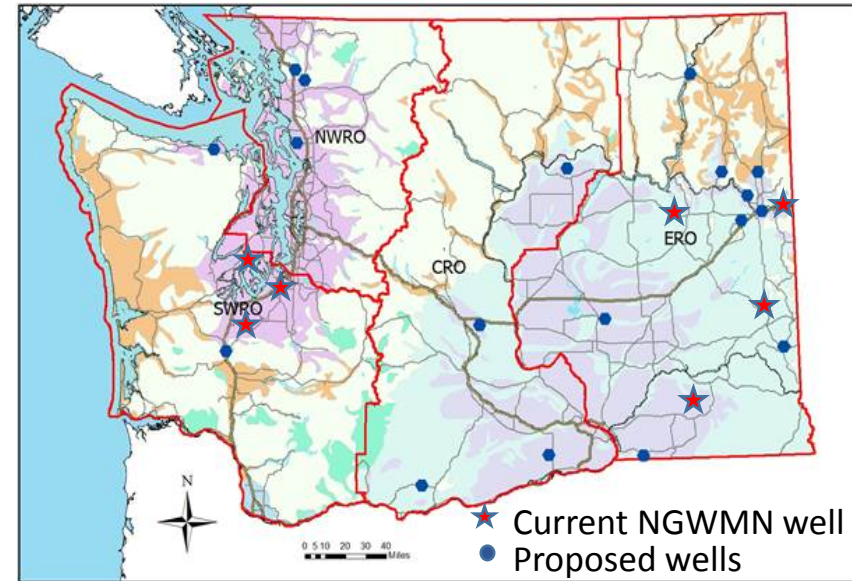 NWRO
ERO
CRO
SWRO
N
0 5 10 20 30 40
Miles
Current NGWMN well
Proposed wells